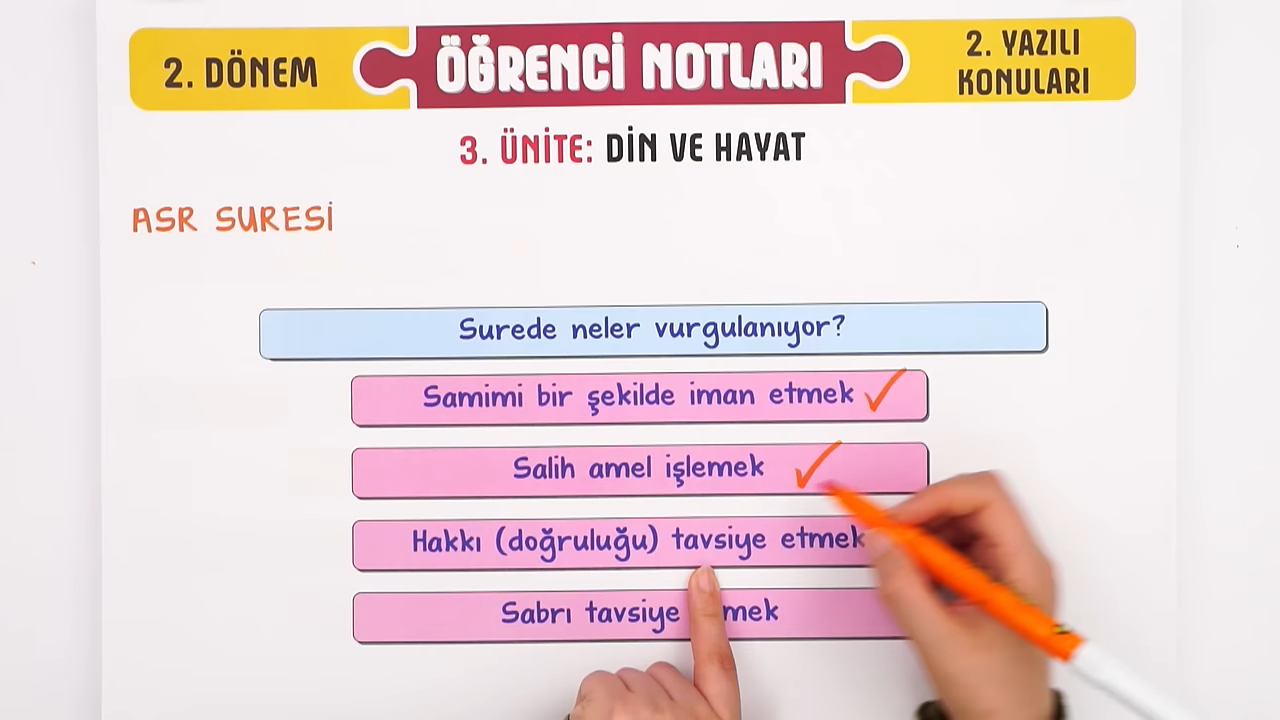 2. DÖNEM
ÖĞRENCİ NOTLARI
2. YAZILI
KONULARI
3. ÜNİTE: DİN VE HAYAT
ASR SURESİ
Surede neler vurgulanıyor?
Samimi bir şekilde iman etmek
Salih amel işlemek
Hakkı (doğruluğu) tavsiye etmek
Sabrı tavsiye